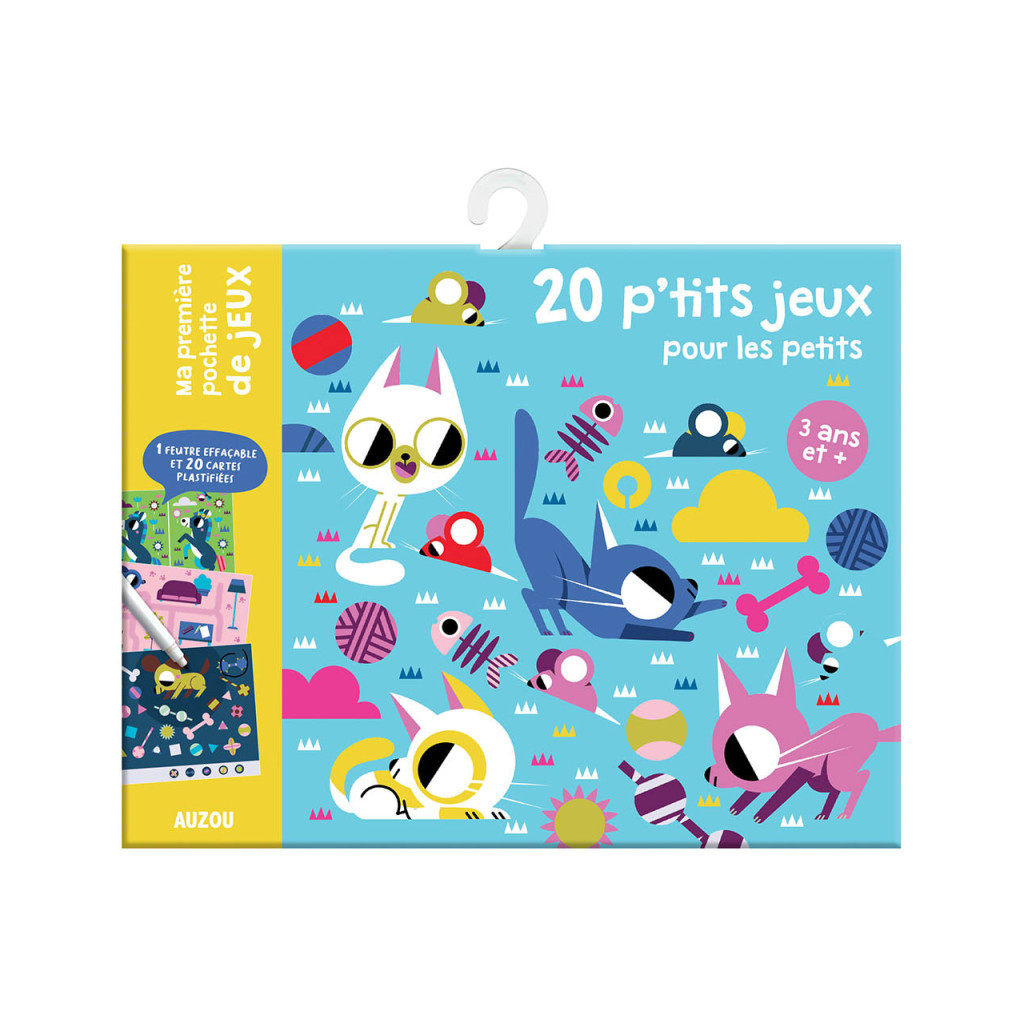 Ma première
pochette
de jEUX
1 FEUTRE EFFAÇABLE
ET 20 CARTES
PLASTIFIÉES
AUZOU
20 p'tits jeux
pour les petits
3 ans
et +